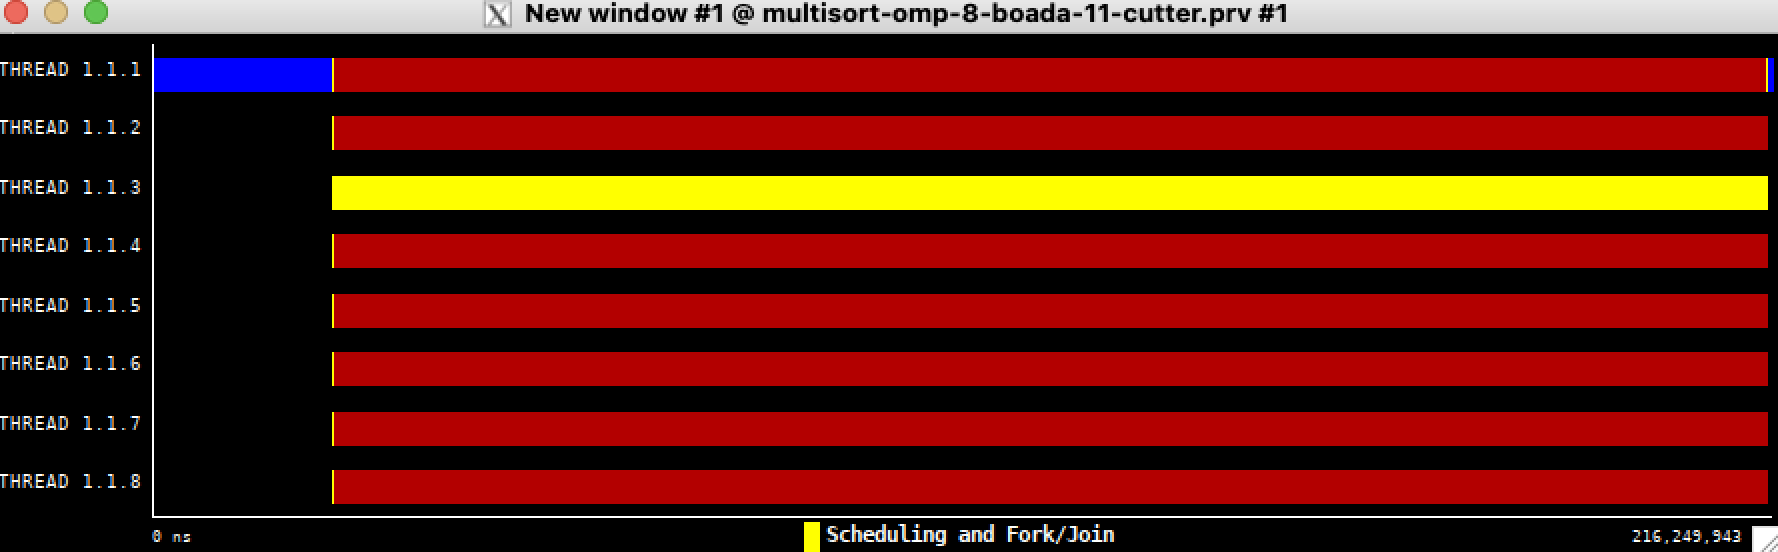 New window #1 @ multisort-omp-8-boada-11-cutter.prv #1
THREAD 1.1.1
THREAD 1.1.2
THREAD 1.1.3
THREAD 1.1.4
THREAD 1.1.5
THREAD 1.1.6
THREAD 1.1.7
THREAD 1.1.8
0 ns
Scheduling and Fork/Join
216,249,943